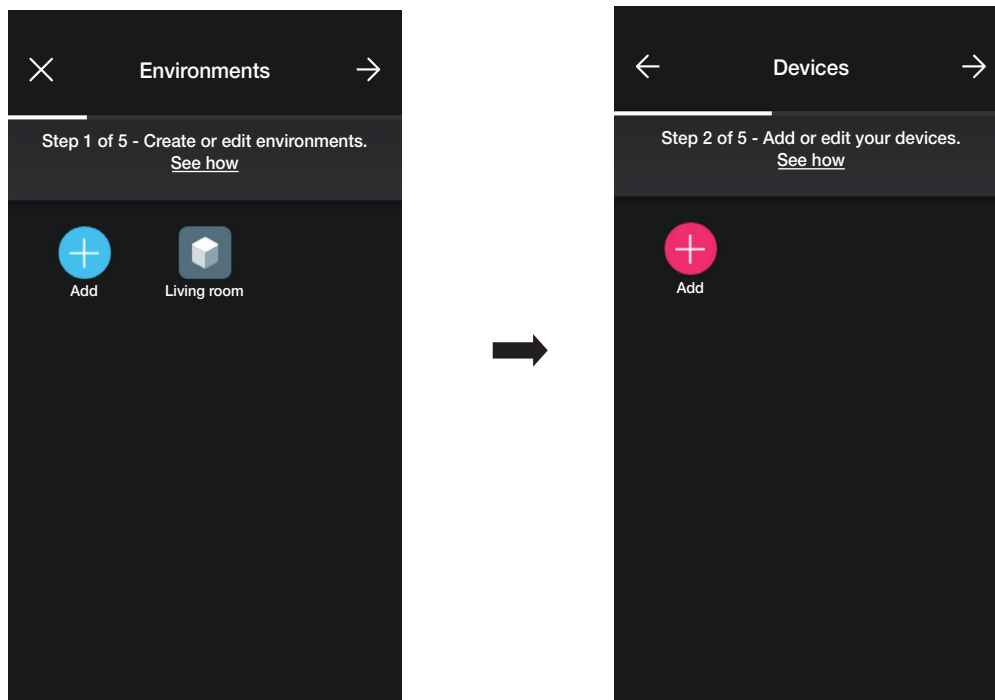 Environments
Step 1 of 5 - Create or edit environments.
See how
Add
Living room
Devices
Step 2 of 5 - Add or edit your devices.
See how
Add